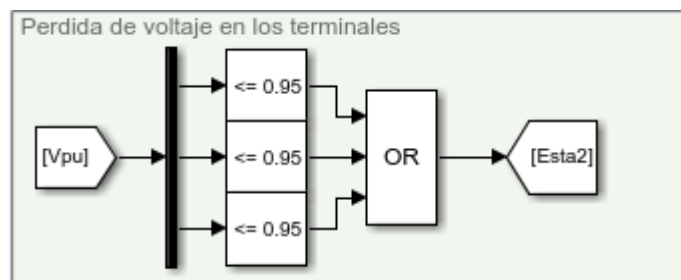 Perdida de voltaje en los terminales
<= 0.95
[Vpu]
<= 0.95
OR
[Esta2]
<= 0.95